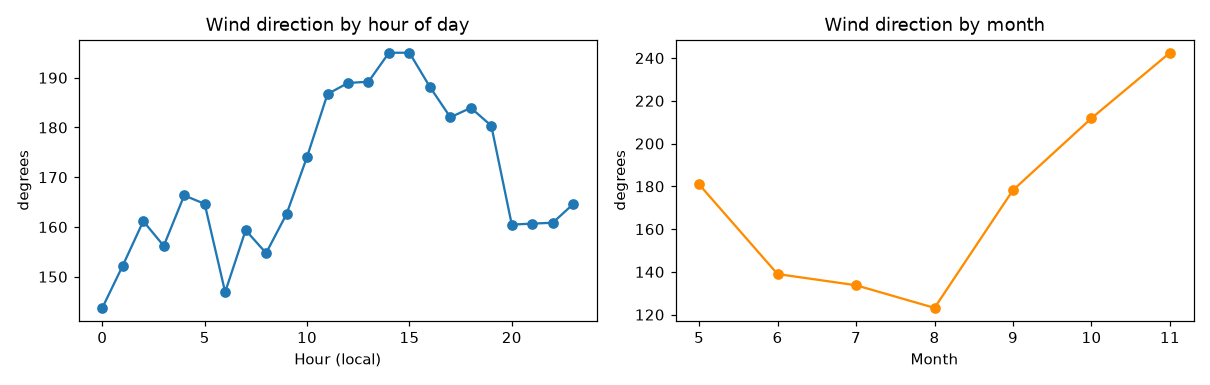 Wind direction by hour of day
degrees
190
180
170
160
150
0 5 10 15 20
Hour (local)
Wind direction by month
degrees
240
220
200
180
160
140
120
5 6 7 8 9 10 11
Month